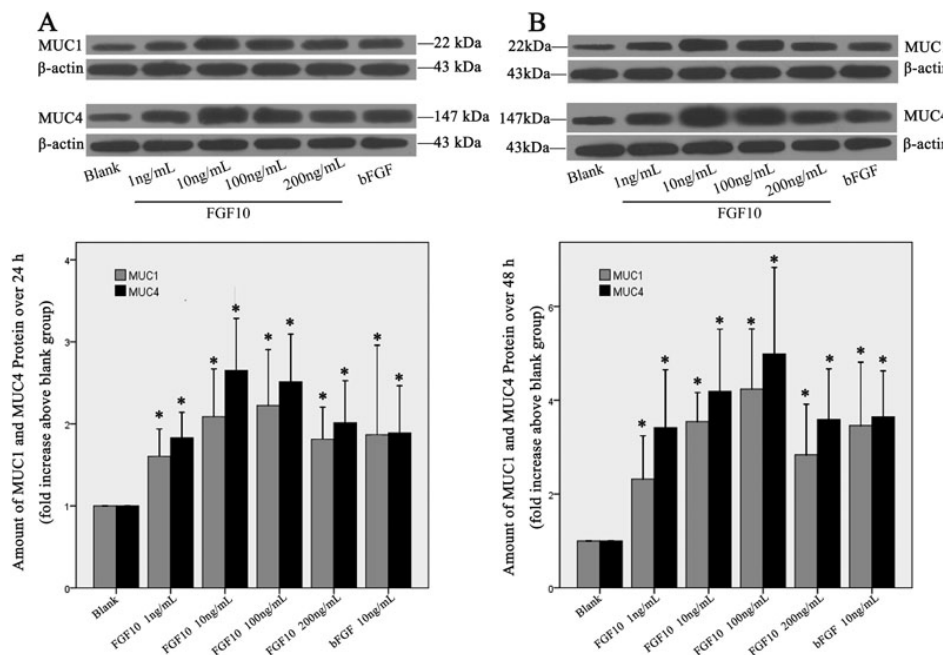 A
MUC1
22 kDa
β-actin
43 kDa
MUC4
147 kDa
β-actin
43 kDa
Blank
1ng/mL
10ng/mL
100ng/mL
200ng/mL
bFGF
FGF10
B
22kDa
MUC
43kDa
β-actin
147kDa
MUC4
43kDa
β-actin
Blank
1ng/mL
10ng/mL
100ng/mL
200ng/mL
bFGF
FGF10
Amount of MUC1 and MUC4 Protein over 24 h
(fold increase above blank group)
4
3
2
1
0
MUC1
MUC4
* * * * * * * * * *
Blank
FGF10 1ng/mL
FGF10 10ng/mL
FGF10 100ng/mL
FGF10 200ng/mL
bFGF 10ng/mL
Amount of MUC1 and MUC4 Protein over 48 h
(fold increase above blank group)
6
4
2
0
MUC1
MUC4
* * * * * * * * * *
Blank
FGF10 1ng/mL
FGF10 10ng/mL
FGF10 100ng/mL
FGF10 200ng/mL
bFGF 10ng/mL